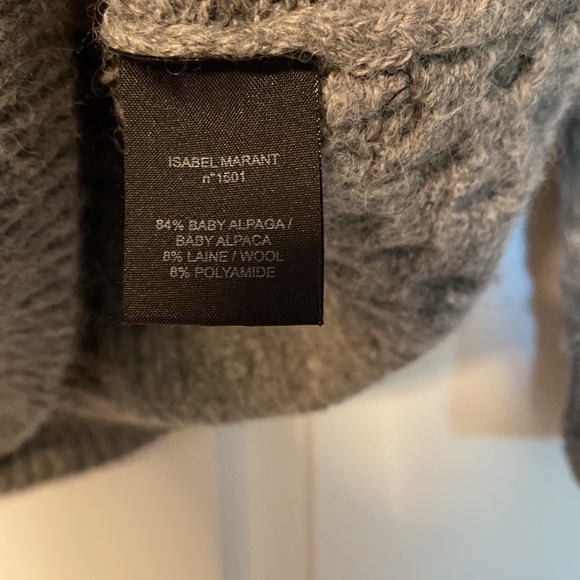 ISABEL MARANT
n°1501
84% BABY ALPAGA /
BABY ALPACA
8% LAINE / WOOL
8% POLYAMIDE